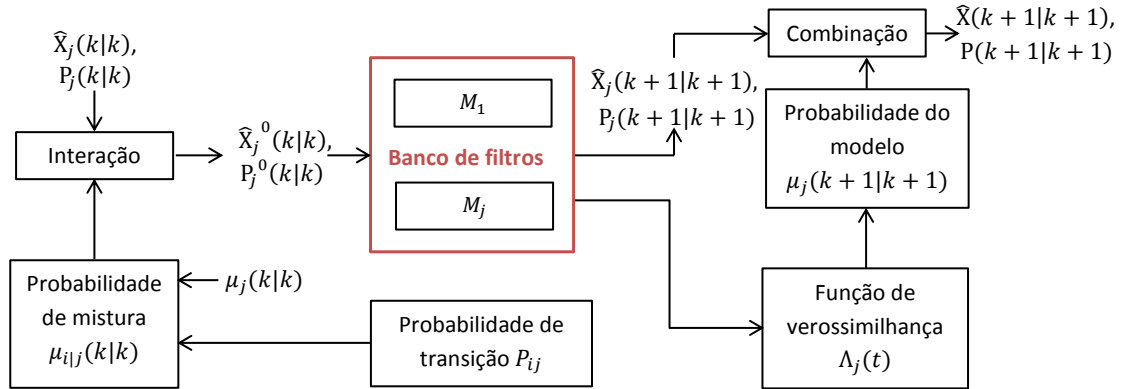 X̂ⱼ(k|k),
Pⱼ(k|k)
Interação
X̂ⱼ⁰(k|k),
Pⱼ⁰(k|k)
Probabilidade
de mistura
μᵢ|ⱼ(k|k)
μⱼ(k|k)
Probabilidade de
transição Pᵢⱼ
M₁
Banco de filtros
Mⱼ
X̂ⱼ(k + 1|k + 1),
Pⱼ(k + 1|k + 1)
Combinação
X̂(k + 1|k + 1),
P(k + 1|k + 1)
Probabilidade do
modelo
μⱼ(k + 1|k + 1)
Função de
verossimilhança
Λⱼ(t)